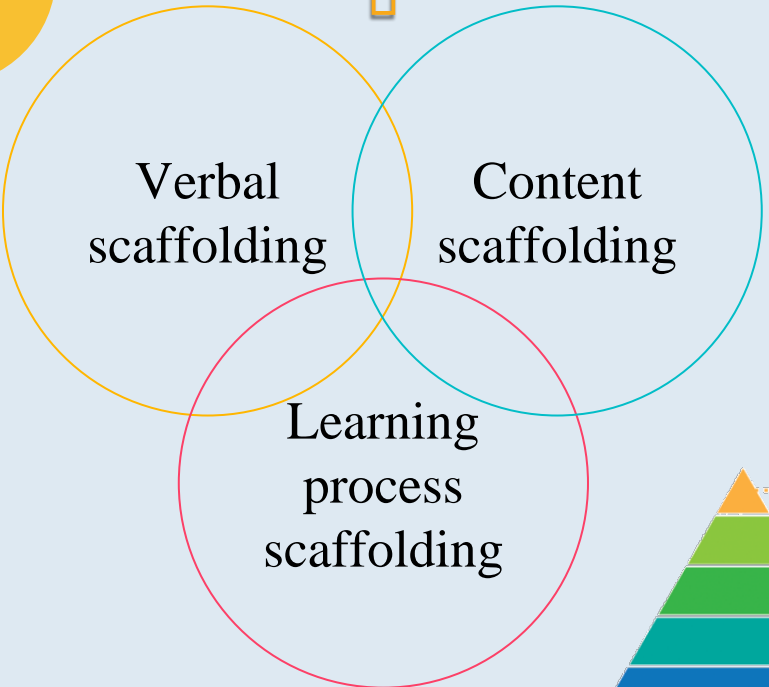 Verbal
scaffolding
Content
scaffolding
Learning
process
scaffolding